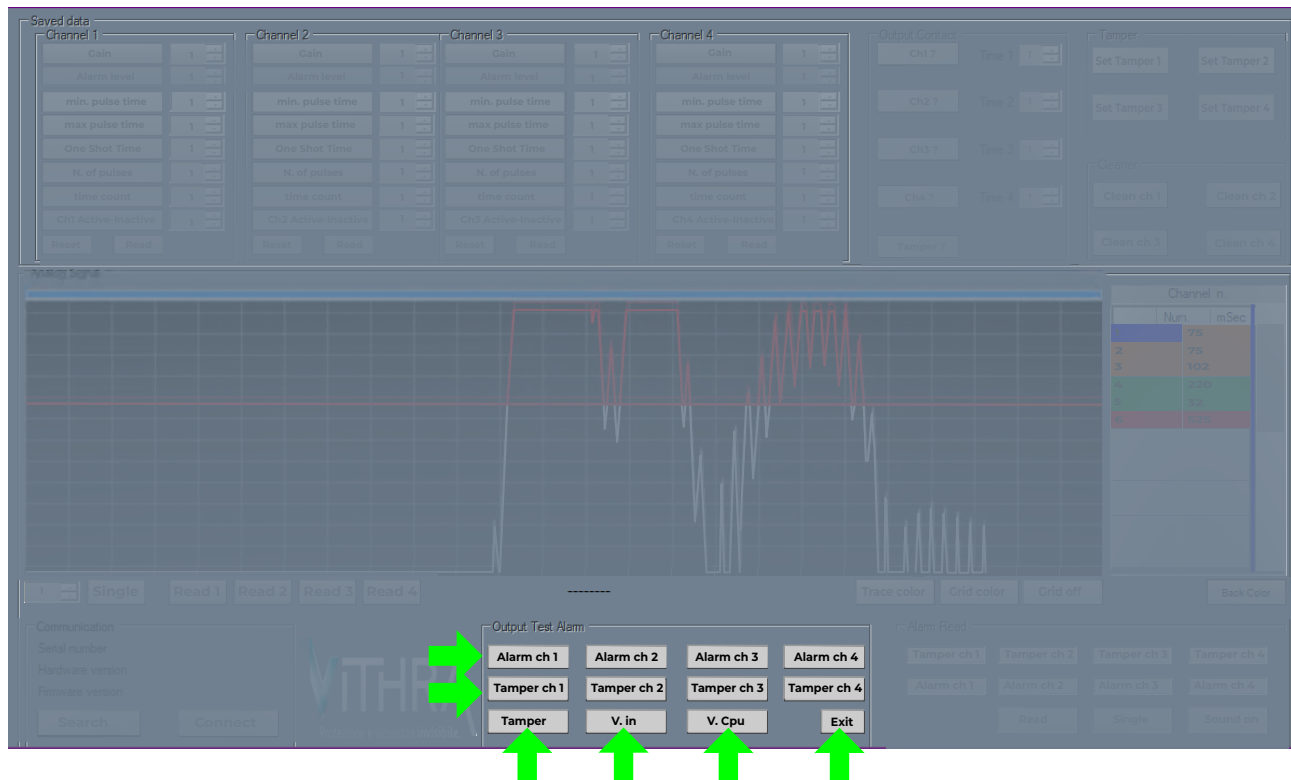 Saved data
Channel 1 Channel 2 Channel 3 Channel 4 Output Contact Tamper
Gain 1 Gain 1 Gain 1 Gain 1 Ch1 ? Time 1 1 Set Tamper 1 Set Tamper 2
Alarm level 1 Alarm level 1 Alarm level 1 Alarm level 1
min. pulse time 1 min. pulse time 1 min. pulse time 1 min. pulse time 1 Ch2 ? Time 2 1 Set Tamper 3 Set Tamper 4
max pulse time 1 max pulse time 1 max pulse time 1 max pulse time 1
One Shot Time 1 One Shot Time 1 One Shot Time 1 One Shot Time 1 Ch3 ? Time 3 1
N. of pulses 1 N. of pulses 1 N. of pulses 1 N. of pulses 1
time count 1 time count 1 time count 1 time count 1 Ch4 ? Time 4 1 Clean ch 1 Clean ch 2
Ch1 Active-Inactive 1 Ch2 Active-Inactive 1 Ch3 Active-Inactive 1 Ch4 Active-Inactive 1
Reset Read Reset Read Reset Read Reset Read Clean ch 3 Clean ch 4
Analog Signal
Channel n.
Num mSec
75
2 75
3 102
4
5
6
1 Single Read 1 Read 2 Read 3 Read 4 -------- Trace color Grid color Grid off Back Color
Communication Output Test Alarm Alarm Read
Serial number Alarm ch 1 Alarm ch 2 Alarm ch 3 Alarm ch 4 Tamper ch 1 Tamper ch 2 Tamper ch 3 Tamper ch 4
Hardware version
Firmware version VITHRA Tamper ch 1 Tamper ch 2 Tamper ch 3 Tamper ch 4 Alarm ch 1 Alarm ch 2 Alarm ch 3 Alarm ch 4
Search Connect Tamper V. in V. Cpu Exit Read Single Sound on